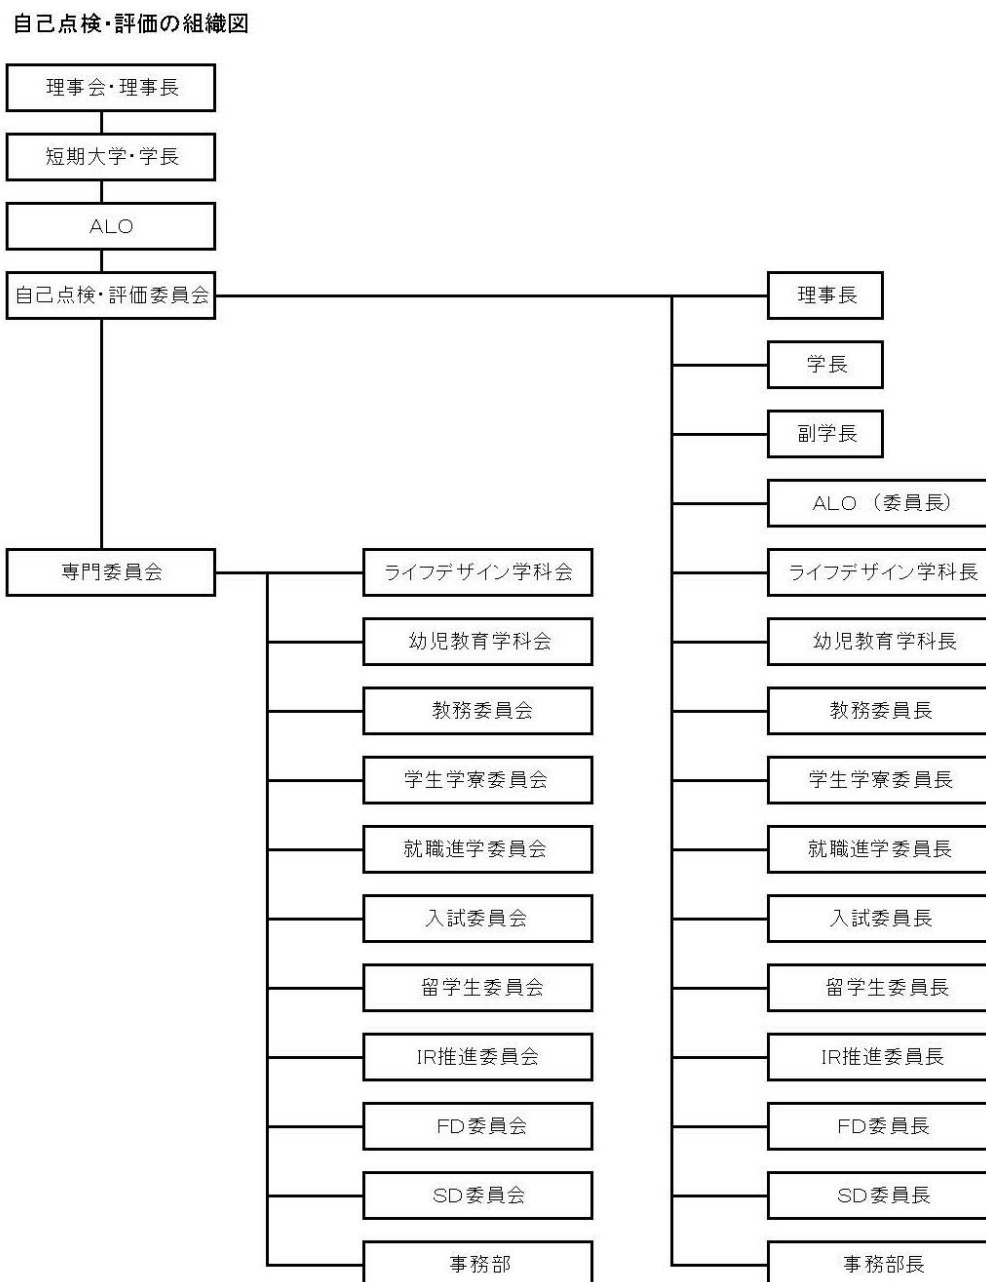 自己点検・評価の組織図
理事会・理事長
短期大学・学長
ALO
自己点検・評価委員会
理事長
学長
副学長
ALO （委員長）
専門委員会
ライフデザイン学科会
ライフデザイン学科長
幼児教育学科会
幼児教育学科長
教務委員会
教務委員長
学生学寮委員会
学生学寮委員長
就職進学委員会
就職進学委員長
入試委員会
入試委員長
留学生委員会
留学生委員長
IR推進委員会
IR推進委員長
FD委員会
FD委員長
SD委員会
SD委員長
事務部
事務部長